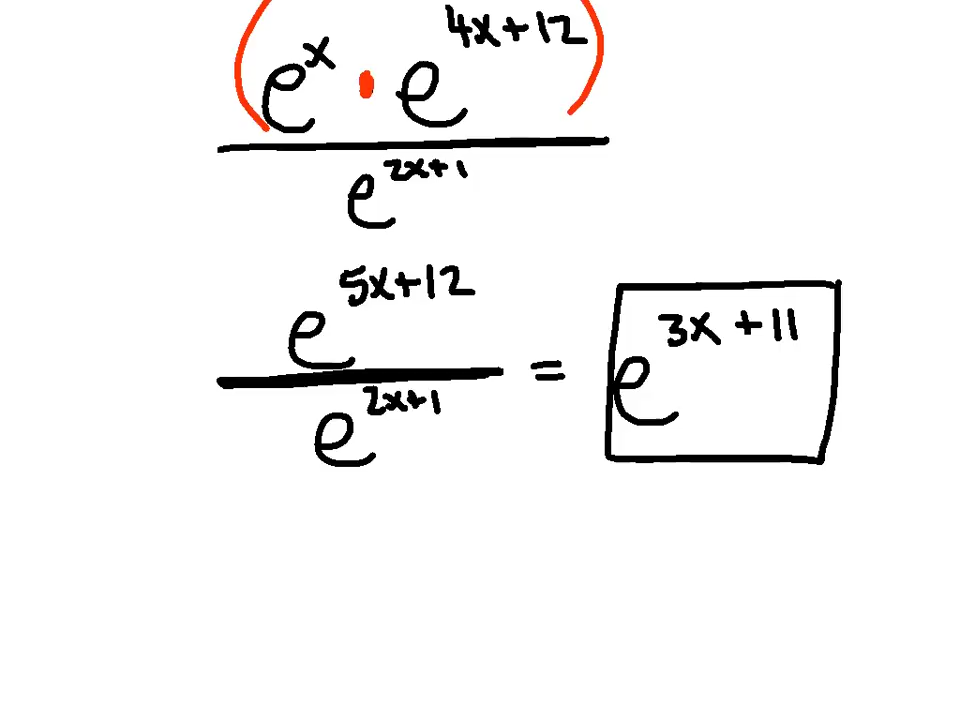 (e^x · e^{4x+12})
e^{2x+1}
e^{5x+12}
e^{2x+1} = e^{3x+11}